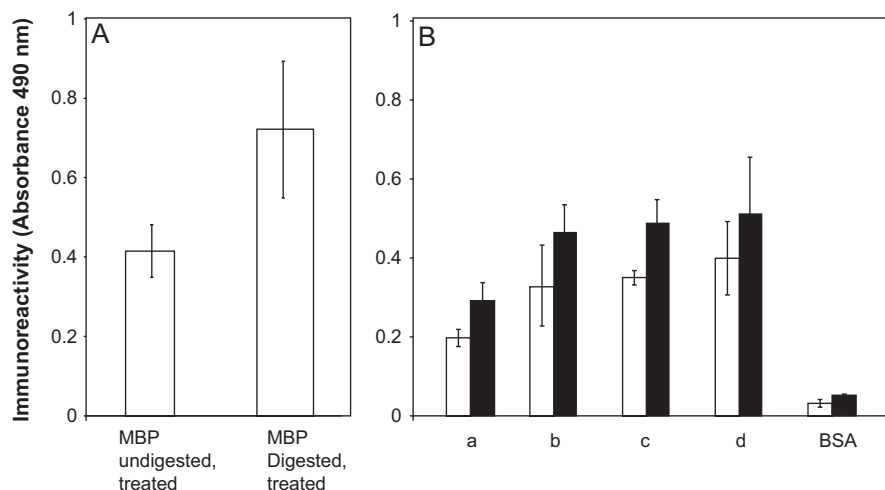 Immunoreactivity (Absorbance 490 nm)
A
1
0.8
0.6
0.4
0.2
0
MBP
undigested,
treated
MBP
Digested,
treated
B
1
0.8
0.6
0.4
0.2
0
a
b
c
d
BSA